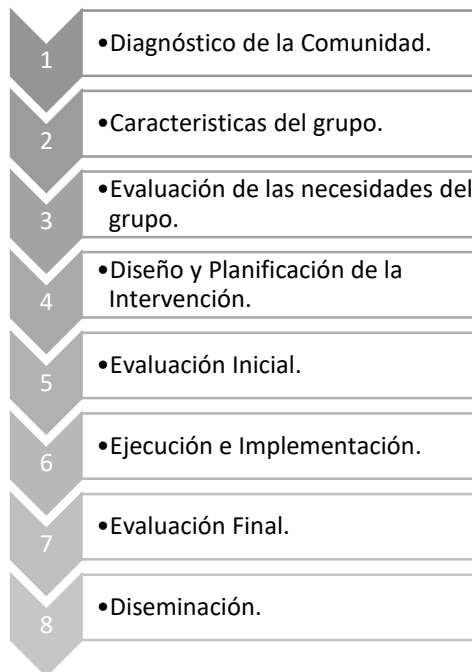 1
•Diagnóstico de la Comunidad.
2
•Caracteristicas del grupo.
3
•Evaluación de las necesidades del
grupo.
4
•Diseño y Planificación de la
Intervención.
5
•Evaluación Inicial.
6
•Ejecución e Implementación.
7
•Evaluación Final.
8
•Diseminación.